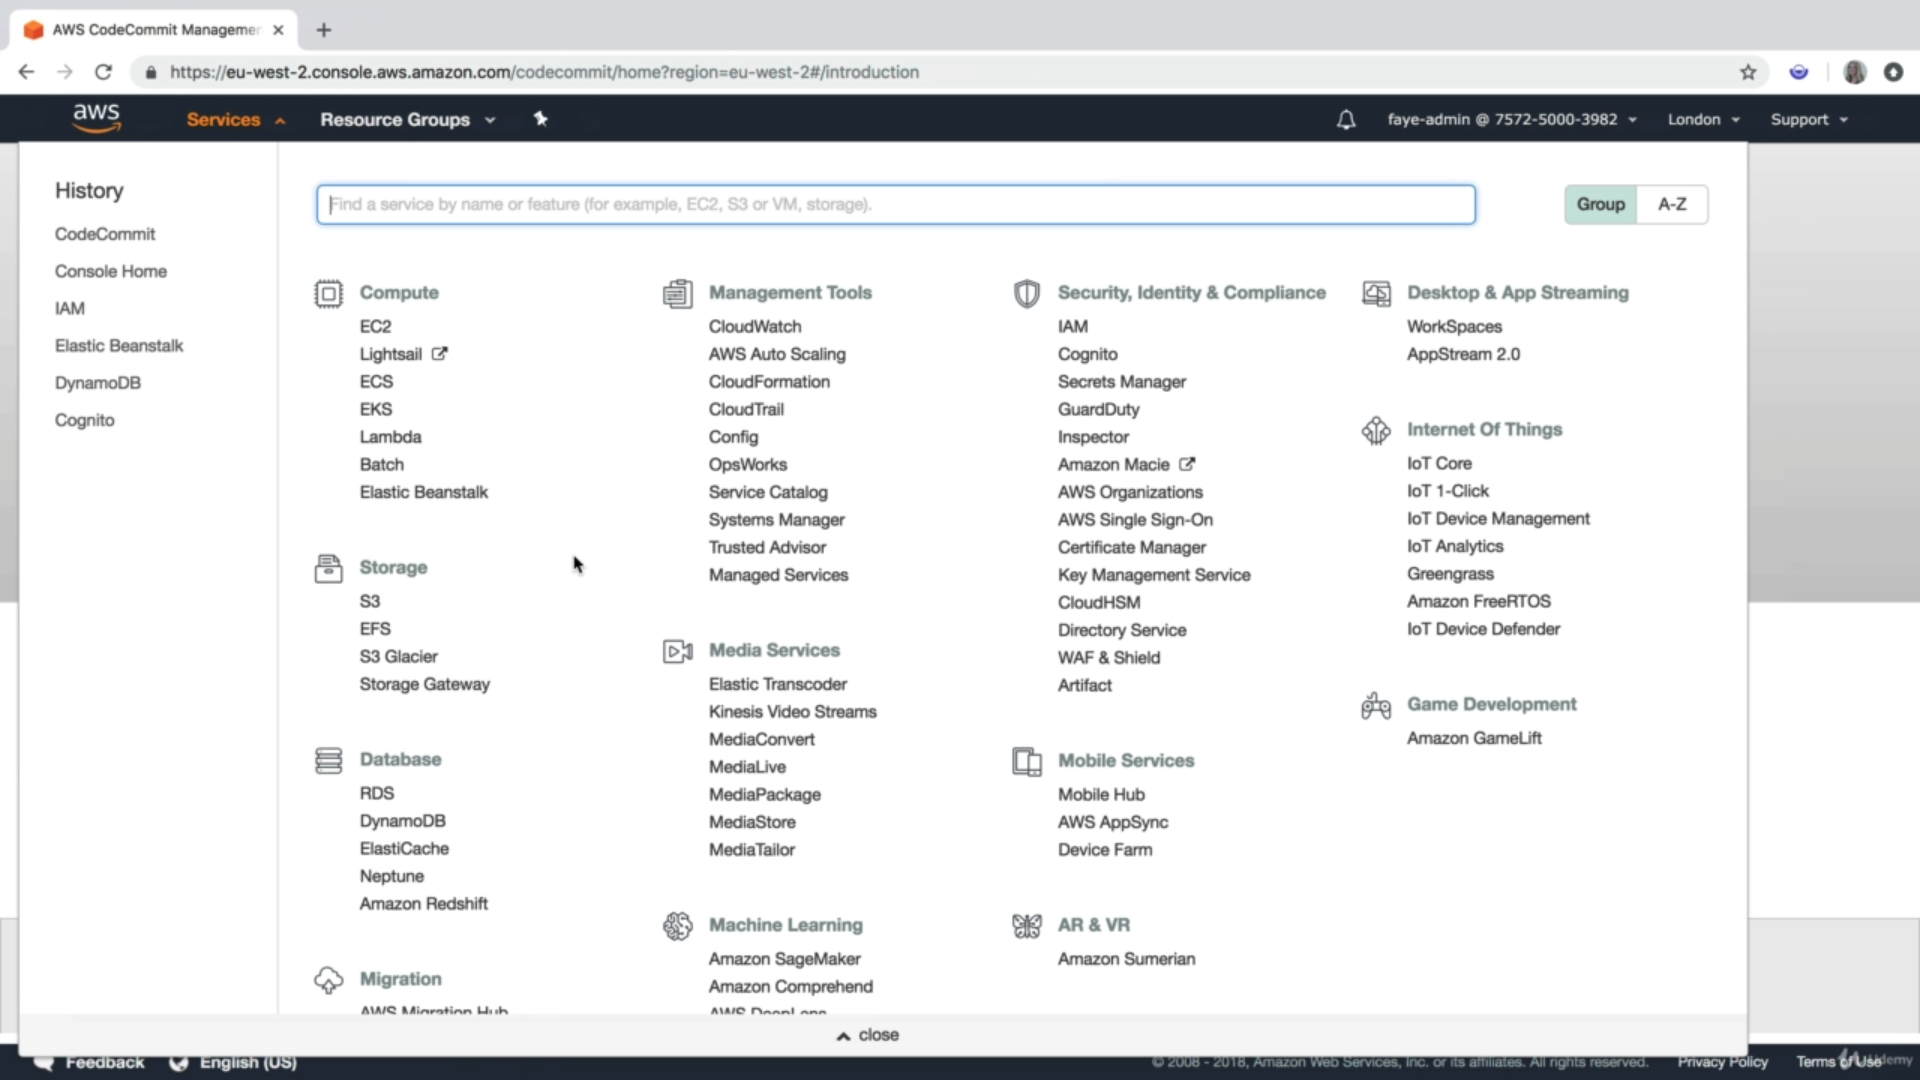 AWS CodeCommit Managemen
https://eu-west-2.console.aws.amazon.com/codecommit/home?region=eu-west-2#/introduction
aws
Services
Resource Groups
faye-admin @ 7572-5000-3982
London
Support
History
CodeCommit
Console Home
IAM
Elastic Beanstalk
DynamoDB
Cognito
Find a service by name or feature (for example, EC2, S3 or VM, storage).
Group
A-Z
Compute
EC2
Lightsail
ECS
EKS
Lambda
Batch
Elastic Beanstalk
Storage
S3
EFS
S3 Glacier
Storage Gateway
Database
RDS
DynamoDB
ElastiCache
Neptune
Amazon Redshift
Migration
AWS Migration Hub
Management Tools
CloudWatch
AWS Auto Scaling
CloudFormation
CloudTrail
Config
OpsWorks
Service Catalog
Systems Manager
Trusted Advisor
Managed Services
Media Services
Elastic Transcoder
Kinesis Video Streams
MediaConvert
MediaLive
MediaPackage
MediaStore
MediaTailor
Machine Learning
Amazon SageMaker
Amazon Comprehend
AWS DeepLens
Security, Identity & Compliance
IAM
Cognito
Secrets Manager
GuardDuty
Inspector
Amazon Macie
AWS Organizations
AWS Single Sign-On
Certificate Manager
Key Management Service
CloudHSM
Directory Service
WAF & Shield
Artifact
Mobile Services
Mobile Hub
AWS AppSync
Device Farm
AR & VR
Amazon Sumerian
Desktop & App Streaming
WorkSpaces
AppStream 2.0
Internet Of Things
IoT Core
IoT 1-Click
IoT Device Management
IoT Analytics
Greengrass
Amazon FreeRTOS
IoT Device Defender
Game Development
Amazon GameLift
close
Feedback
English (US)
© 2008 - 2018, Amazon Web Services, Inc. or its affiliates. All rights reserved.
Privacy Policy
Terms of Use